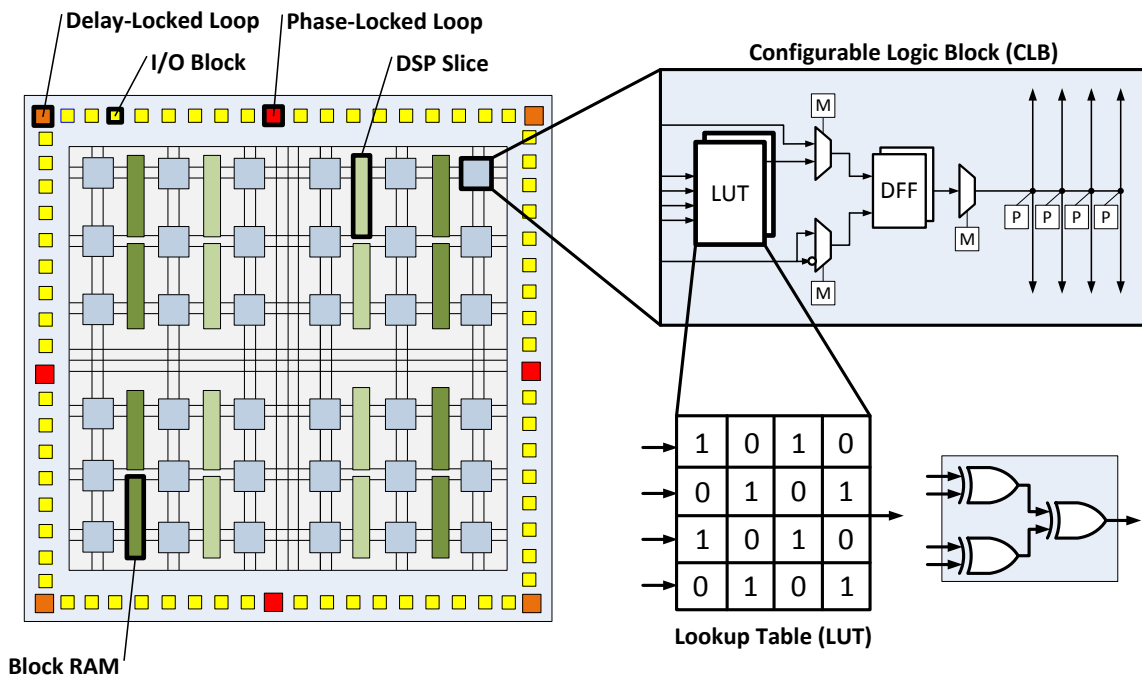 Delay-Locked Loop
Phase-Locked Loop
I/O Block
DSP Slice
Configurable Logic Block (CLB)
M
LUT
DFF
P P P P
M
M
1 0 1 0
0 1 0 1
1 0 1 0
0 1 0 1
Lookup Table (LUT)
Block RAM